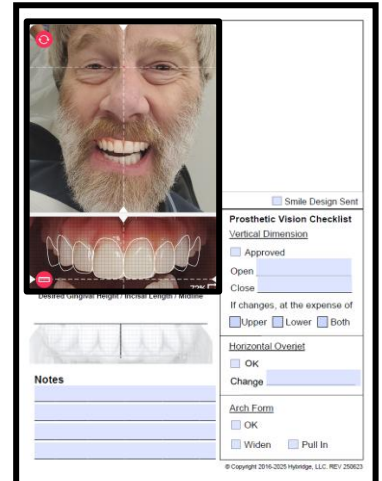 Smile Design Sent
Prosthetic Vision Checklist
Vertical Dimension
Approved
Open
Close
If changes, at the expense of
Upper Lower Both
Desired Gingival Height / Incisal Length / Midline
Horizontal Overjet
OK
Change
Notes
Arch Form
OK
Widen Pull In
© Copyright 2016-2025 Hybridge, LLC. REV 250623